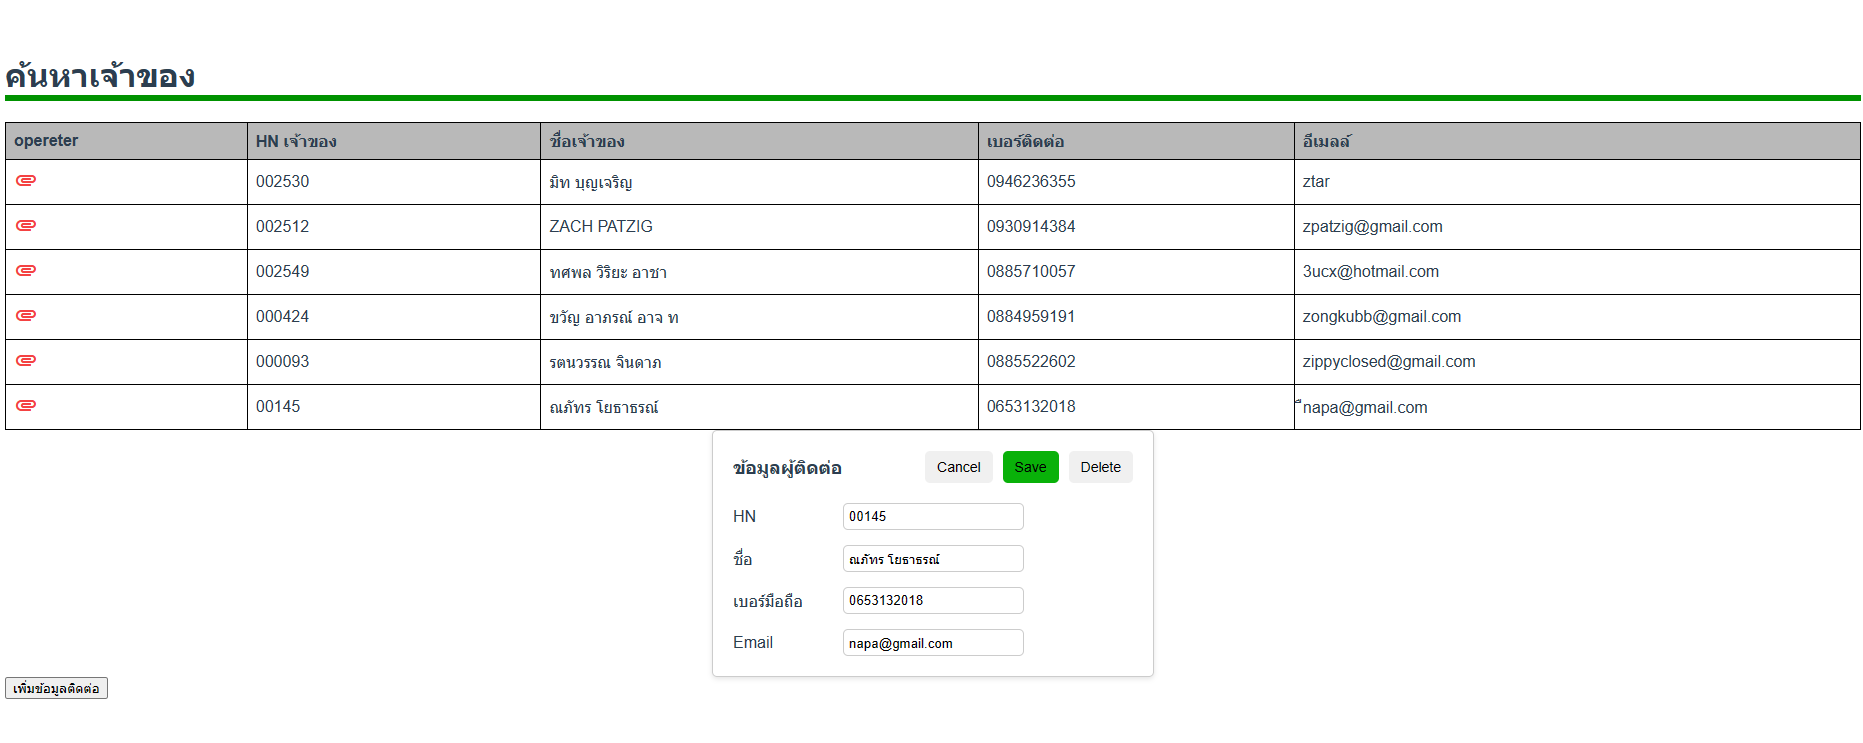 ค้นหาเจ้าของ
opereter HN เจ้าของ ชื่อเจ้าของ เบอร์ติดต่อ อีเมลล์
002530 มิท บุญเจริญ 0946236355 ztar
002512 ZACH PATZIG 0930914384 zpatzig@gmail.com
002549 ทศพล วิริยะ อาชา 0885710057 3ucx@hotmail.com
000424 ขวัญ อาภรณ์ อาจ ท 0884959191 zongkubb@gmail.com
000093 รตนวรรณ จินดาภ 0885522602 zippyclosed@gmail.com
00145 ณภัทร โยธาธรณ์ 0653132018 ืnapa@gmail.com
ข้อมูลผู้ติดต่อ Cancel Save Delete
HN 00145
ชื่อ ณภัทร โยธาธรณ์
เบอร์มือถือ 0653132018
Email napa@gmail.com
เพิ่มข้อมูลติดต่อ